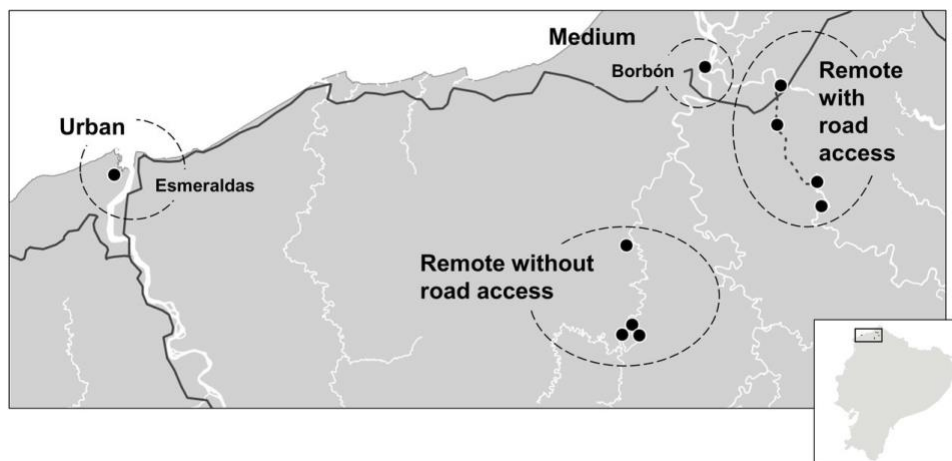 Medium
Borbón
Remote
with
road
access
Urban
Esmeraldas
Remote without
road access